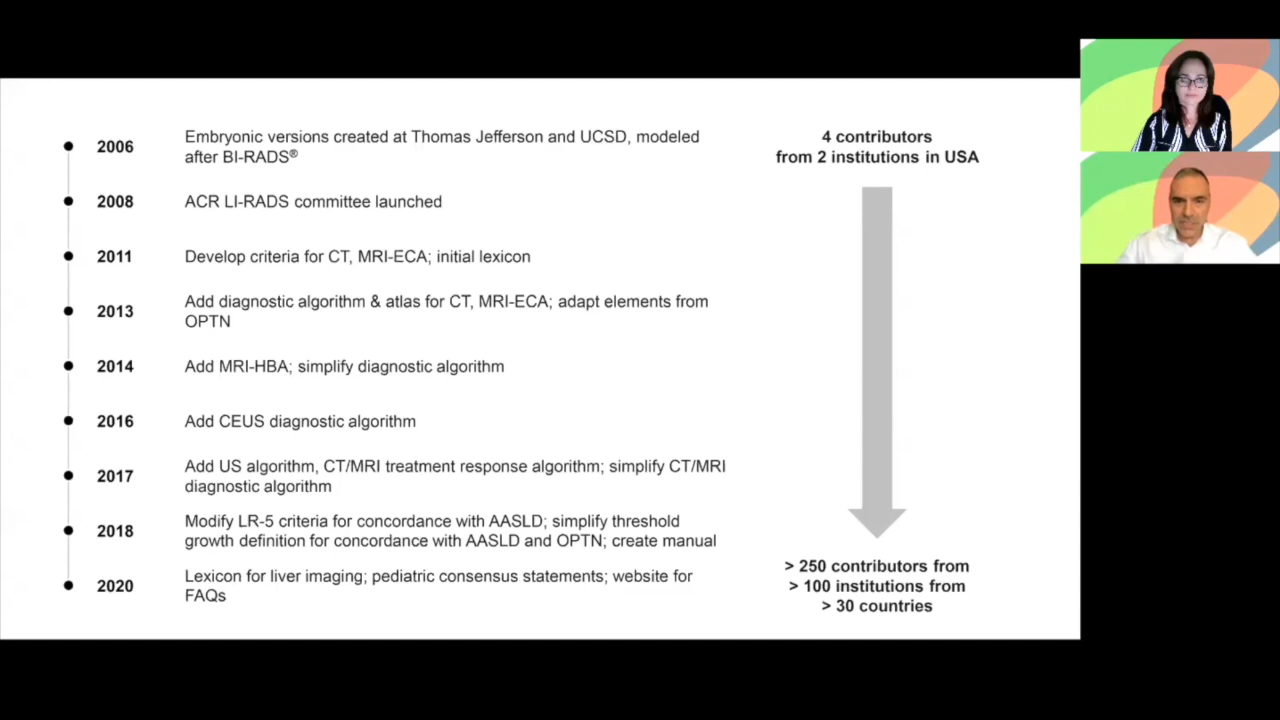 2006
Embryonic versions created at Thomas Jefferson and UCSD, modeled
after BI-RADS®
2008
ACR LI-RADS committee launched
2011
Develop criteria for CT, MRI-ECA; initial lexicon
2013
Add diagnostic algorithm & atlas for CT, MRI-ECA; adapt elements from
OPTN
2014
Add MRI-HBA; simplify diagnostic algorithm
2016
Add CEUS diagnostic algorithm
2017
Add US algorithm, CT/MRI treatment response algorithm; simplify CT/MRI
diagnostic algorithm
2018
Modify LR-5 criteria for concordance with AASLD; simplify threshold
growth definition for concordance with AASLD and OPTN; create manual
2020
Lexicon for liver imaging; pediatric consensus statements; website for
FAQs
4 contributors
from 2 institutions in USA
> 250 contributors from
> 100 institutions from
> 30 countries